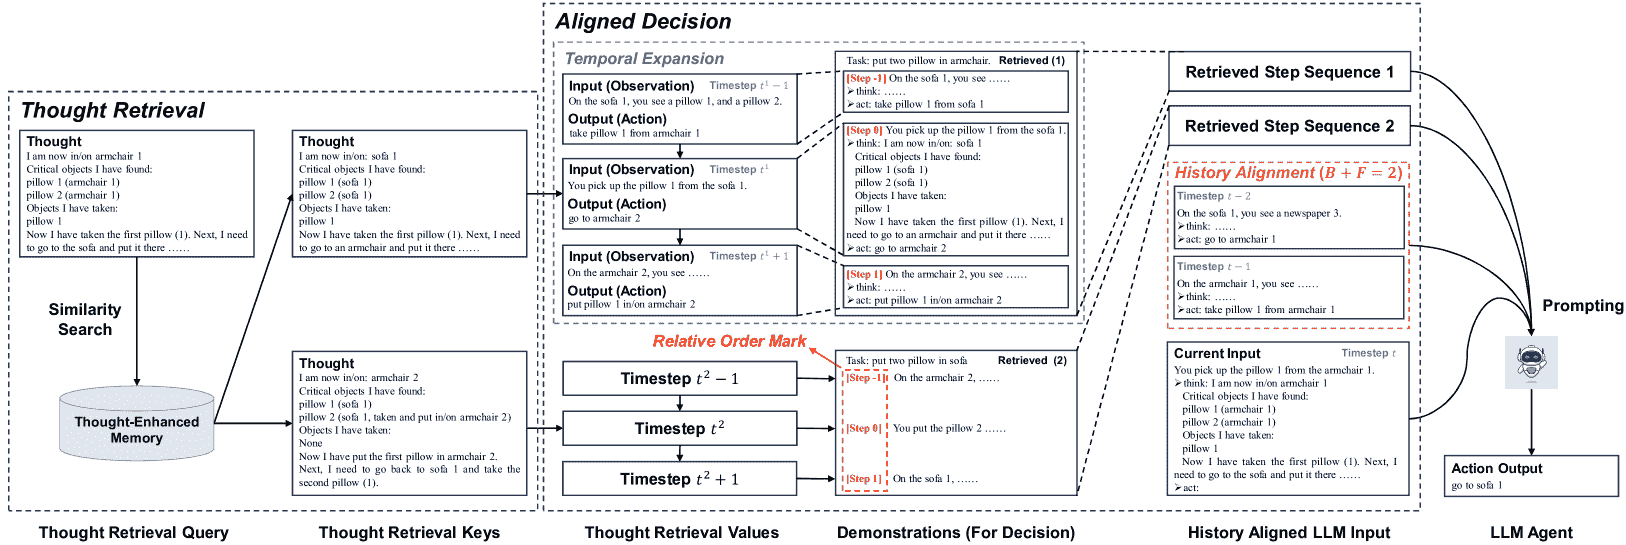 Thought Retrieval
Thought
I am now in/on armchair 1
Critical objects I have found:
pillow 1 (armchair 1)
pillow 2 (armchair 1)
Objects I have taken:
pillow 1
Now I have taken the first pillow (1). Next, I need
to go to the sofa and put it there ……
Similarity
Search
Thought-Enhanced
Memory
Thought
I am now in/on: sofa 1
Critical objects I have found:
pillow 1 (sofa 1)
pillow 2 (sofa 1)
Objects I have taken:
pillow 1
Now I have taken the first pillow (1). Next, I
need to go to an armchair and put it there ……
Thought
I am now in/on: armchair 2
Critical objects I have found:
pillow 1 (sofa 1)
pillow 2 (sofa 1, taken and put in/on armchair 2)
Objects I have taken:
None
Now I have put the first pillow in armchair 2.
Next, I need to go back to sofa 1 and take the
second pillow (1).
Aligned Decision
Temporal Expansion
Input (Observation) Timestep t¹ − 1
On the sofa 1, you see a pillow 1, and a pillow 2.
Output (Action)
take pillow 1 from armchair 1
Input (Observation) Timestep t¹
You pick up the pillow 1 from the sofa 1.
Output (Action)
go to armchair 2
Input (Observation) Timestep t¹ + 1
On the armchair 2, you see ……
Output (Action)
put pillow 1 in/on armchair 2
Task: put two pillow in armchair. Retrieved (1)
[Step -1] On the sofa 1, you see ……
➢think: ……
➢act: take pillow 1 from sofa 1
[Step 0] You pick up the pillow 1 from the sofa 1.
➢think: I am now in/on: sofa 1
Critical objects I have found:
pillow 1 (sofa 1)
pillow 2 (sofa 1)
Objects I have taken:
pillow 1
Now I have taken the first pillow (1). Next, I
need to go to an armchair and put it there ……
➢act: go to armchair 2
[Step 1] On the armchair 2, you see ……
➢think: ……
➢act: put pillow 1 in/on armchair 2
Relative Order Mark
Timestep t² − 1
Timestep t²
Timestep t² + 1
Task: put two pillow in sofa Retrieved (2)
[Step -1] On the armchair 2, ……
[Step 0] You put the pillow 2 ……
[Step 1] On the sofa 1, ……
Retrieved Step Sequence 1
Retrieved Step Sequence 2
History Alignment (B + F = 2)
Timestep t − 2
On the sofa 1, you see a newspaper 3.
➢think: ……
➢act: go to armchair 1
Timestep t − 1
On the armchair 1, you see ……
➢think: ……
➢act: take pillow 1 from armchair 1
Current Input Timestep t
You pick up the pillow 1 from the armchair 1.
➢think: I am now in/on armchair 1
Critical objects I have found:
pillow 1 (armchair 1)
pillow 2 (armchair 1)
Objects I have taken:
pillow 1
Now I have taken the first pillow (1). Next, I
need to go to the sofa and put it there ……
➢act:
Prompting
Action Output
go to sofa 1
Thought Retrieval Query
Thought Retrieval Keys
Thought Retrieval Values
Demonstrations (For Decision)
History Aligned LLM Input
LLM Agent